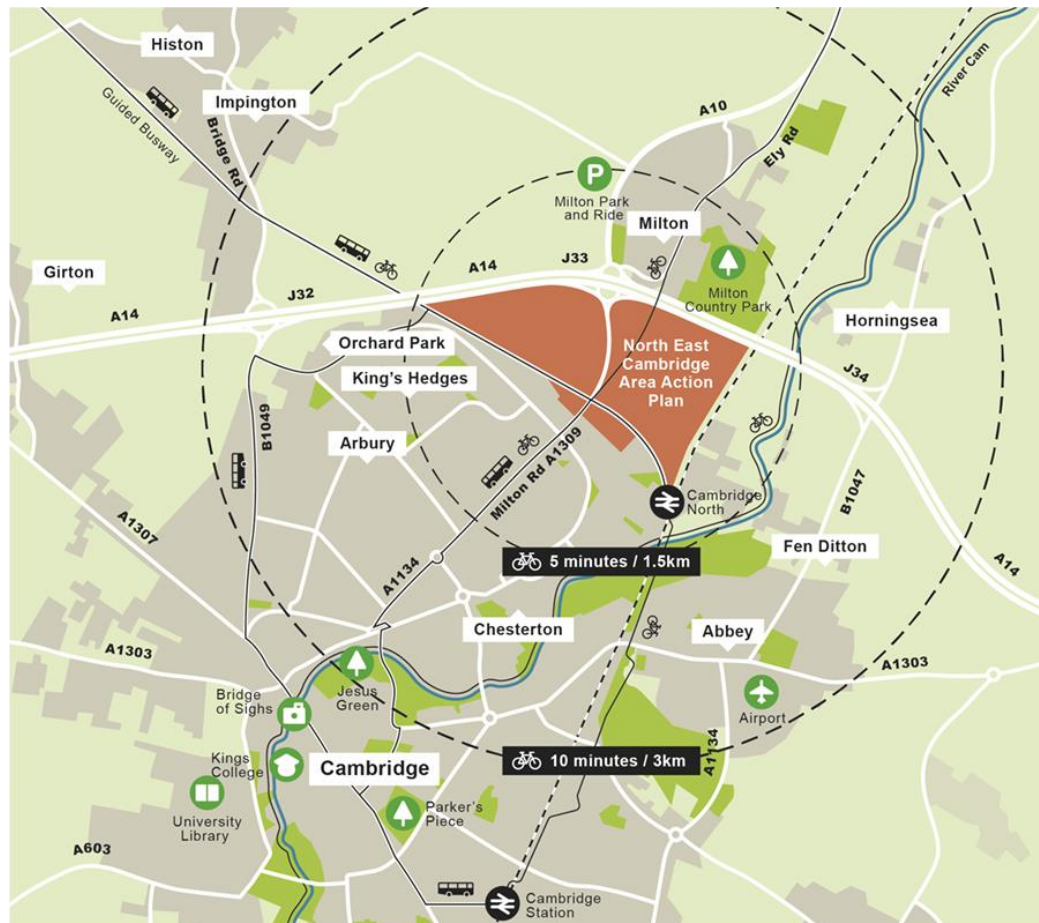 Histon
Guided Busway
Impington
Bridge Rd
A10
Ely Rd
River Cam
P
Milton Park
and Ride
Milton
Girton
A14
J32
A14
J33
Milton
Country Park
Horningsea
J34
Orchard Park
King's Hedges
North East
Cambridge
Area Action
Plan
B1049
Arbury
Milton Rd A1309
Cambridge
North
B1047
A1307
Fen Ditton
A14
5 minutes / 1.5km
A1134
Chesterton
Abbey
A1303
A1303
Jesus
Green
Bridge
of Sighs
Airport
A1134
10 minutes / 3km
Kings
College
Cambridge
University
Library
Parker's
Piece
A603
Cambridge
Station